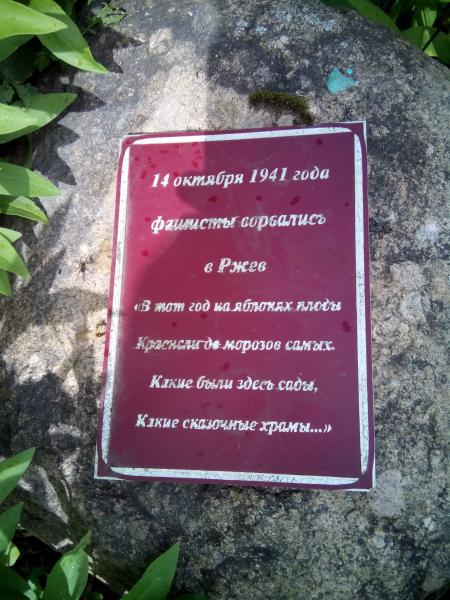 14 октября 1941 года
фашисты ворвались
в Ржев
«В тот год на яблонях плоды
Краснели до морозов самых.
Какие были здесь сады,
Какие сказочные храмы...»